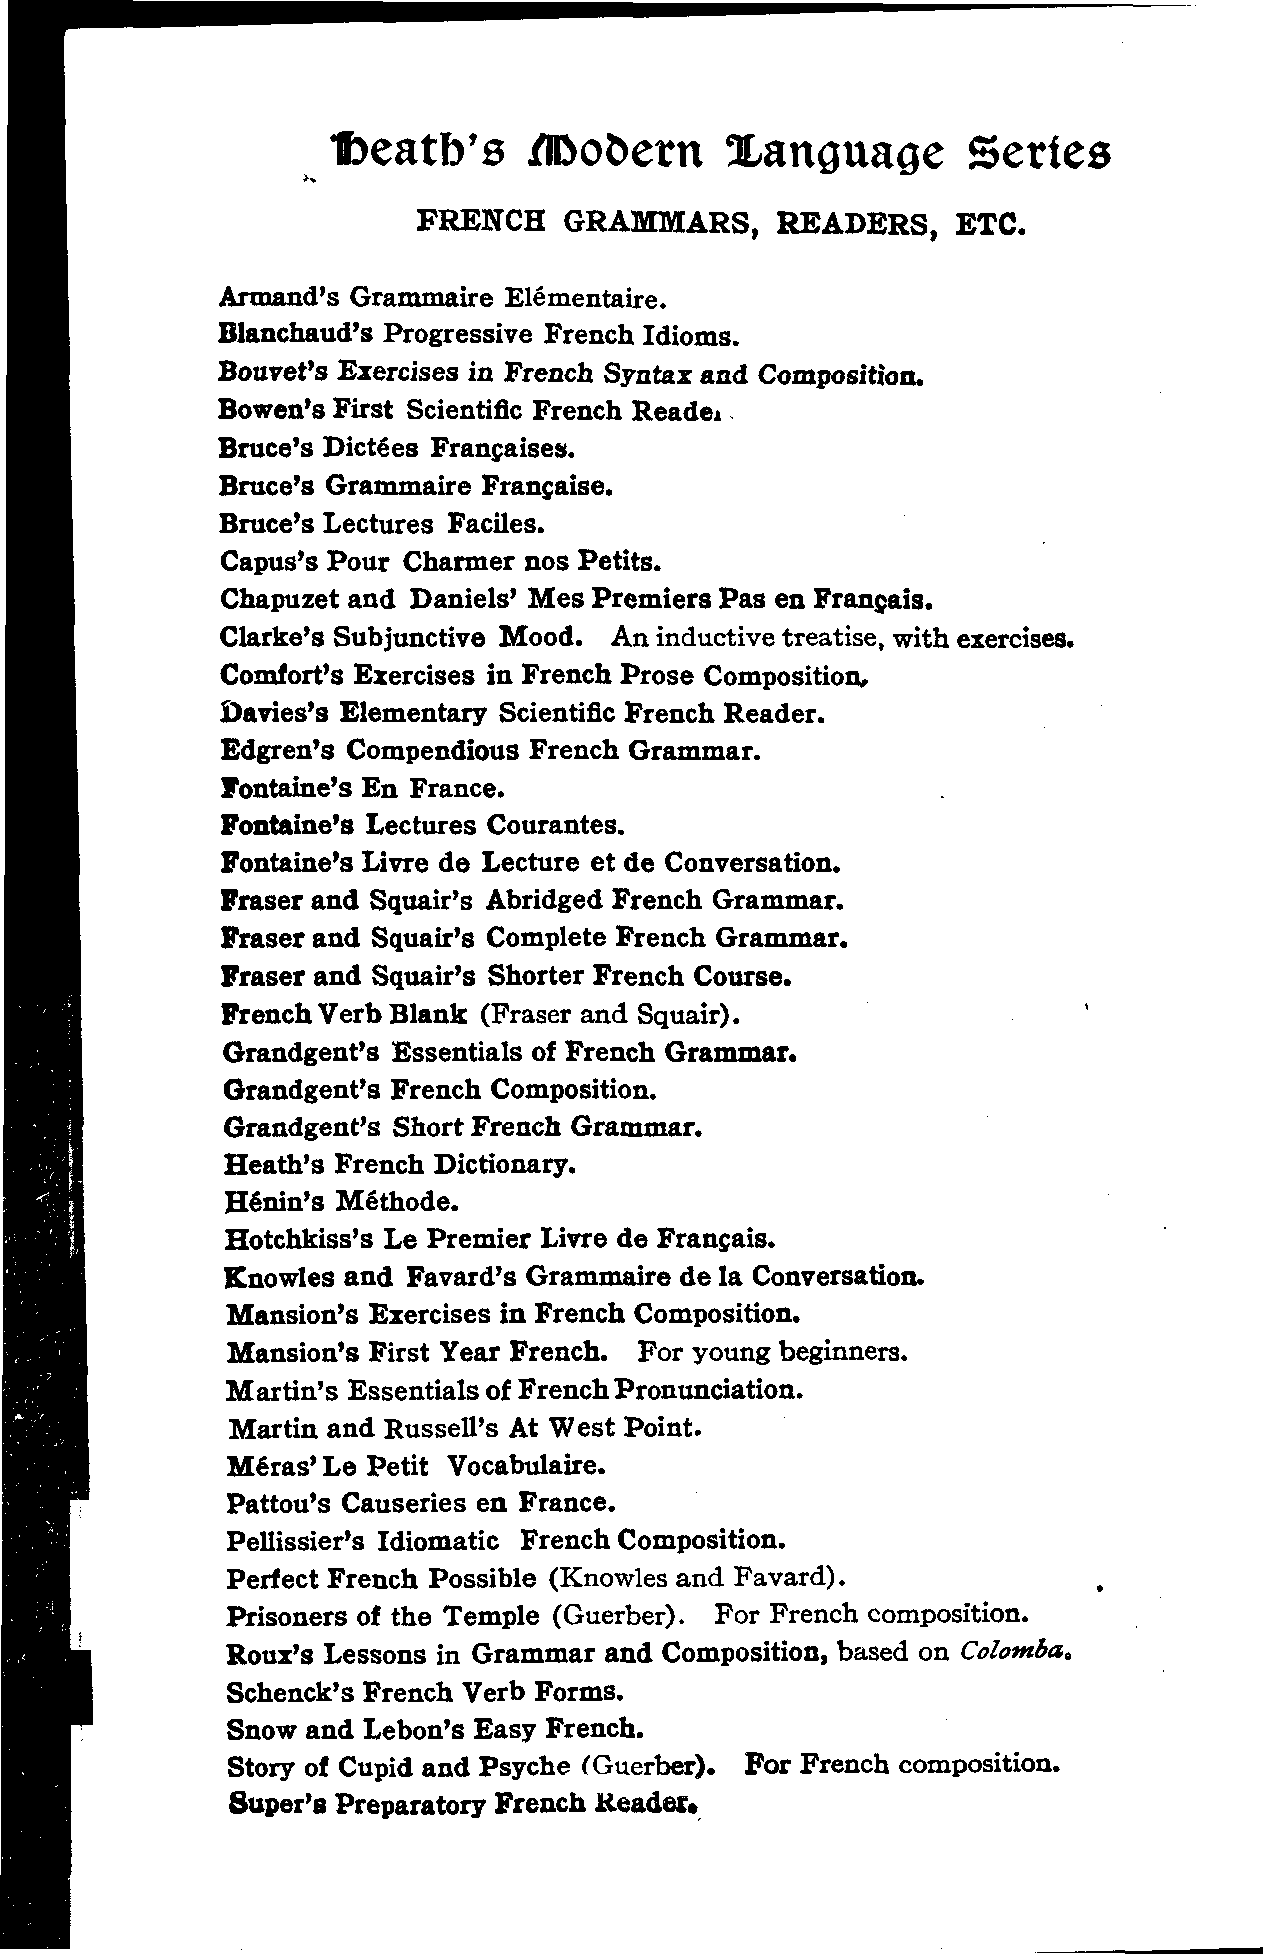 Heath's Modern Language Series
FRENCH GRAMMARS, READERS, ETC.
Armand's Grammaire Elémentaire.
Blanchaud's Progressive French Idioms.
Bouvet's Exercises in French Syntax and Composition.
Bowen's First Scientific French Reader.
Bruce's Dictées Françaises.
Bruce's Grammaire Française.
Bruce's Lectures Faciles.
Capus's Pour Charmer nos Petits.
Chapuzet and Daniels' Mes Premiers Pas en Français.
Clarke's Subjunctive Mood. An inductive treatise, with exercises.
Comfort's Exercises in French Prose Composition.
Davies's Elementary Scientific French Reader.
Edgren's Compendious French Grammar.
Fontaine's En France.
Fontaine's Lectures Courantes.
Fontaine's Livre de Lecture et de Conversation.
Fraser and Squair's Abridged French Grammar.
Fraser and Squair's Complete French Grammar.
Fraser and Squair's Shorter French Course.
French Verb Blank (Fraser and Squair).
Grandgent's Essentials of French Grammar.
Grandgent's French Composition.
Grandgent's Short French Grammar.
Heath's French Dictionary.
Hénin's Méthode.
Hotchkiss's Le Premier Livre de Français.
Knowles and Favard's Grammaire de la Conversation.
Mansion's Exercises in French Composition.
Mansion's First Year French. For young beginners.
Martin's Essentials of French Pronunciation.
Martin and Russell's At West Point.
Méras' Le Petit Vocabulaire.
Pattou's Causeries en France.
Pellissier's Idiomatic French Composition.
Perfect French Possible (Knowles and Favard).
Prisoners of the Temple (Guerber). For French composition.
Roux's Lessons in Grammar and Composition, based on Colomba.
Schenck's French Verb Forms.
Snow and Lebon's Easy French.
Story of Cupid and Psyche (Guerber). For French composition.
Super's Preparatory French Reader.